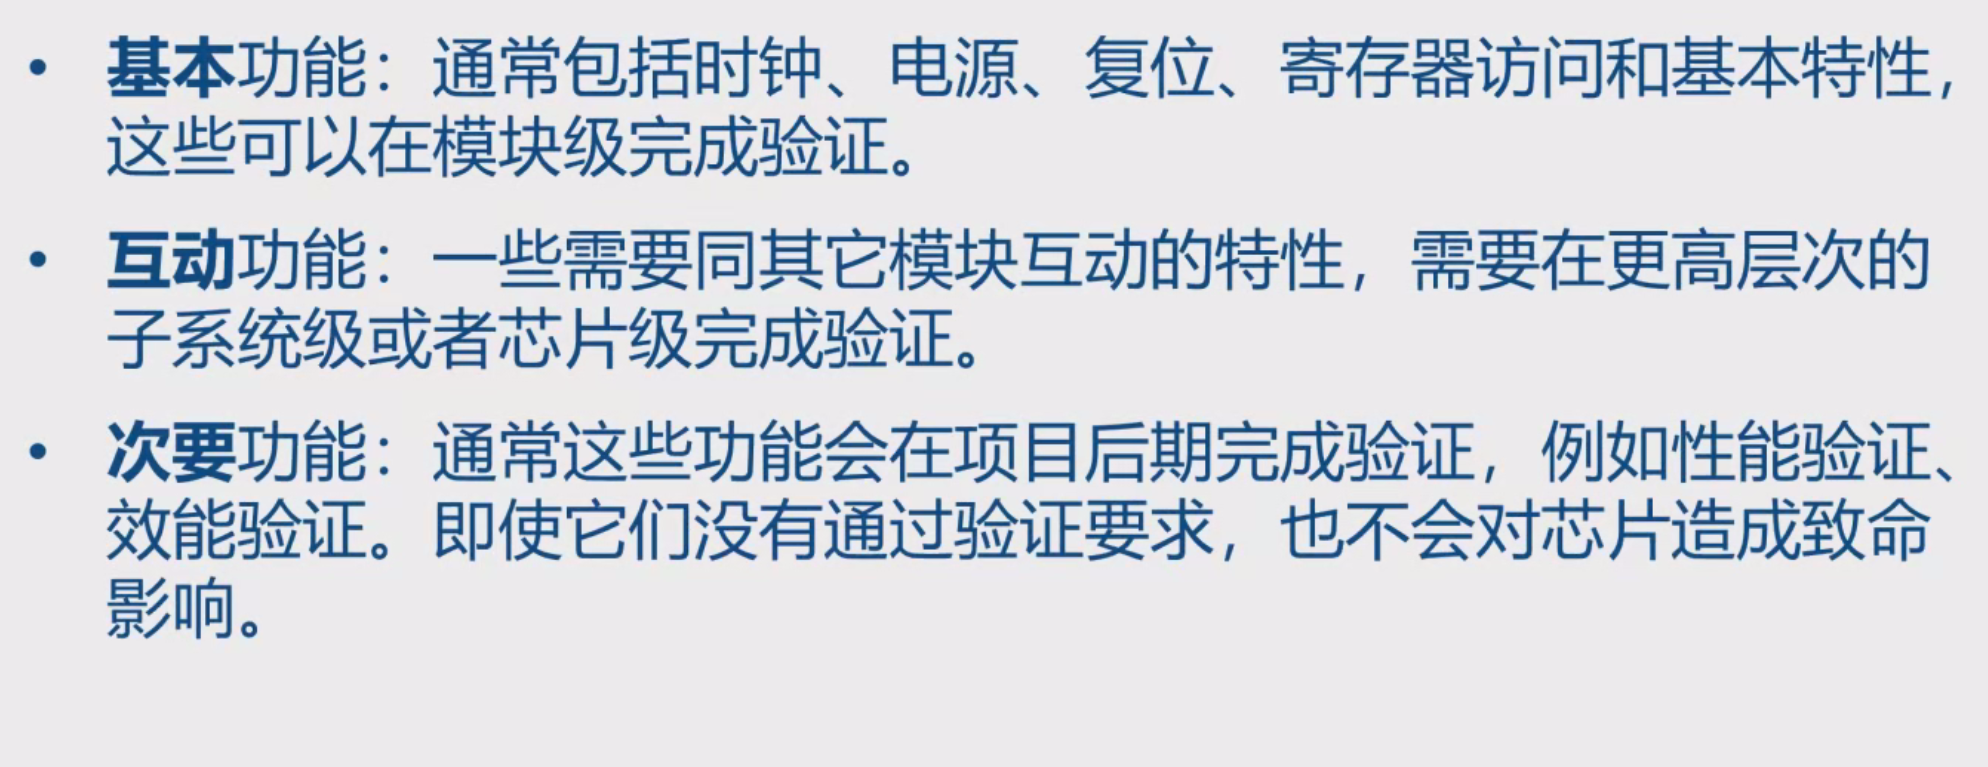 • 基本功能：通常包括时钟、电源、复位、寄存器访问和基本特性，
这些可以在模块级完成验证。
• 互动功能：一些需要同其它模块互动的特性，需要在更高层次的
子系统级或者芯片级完成验证。
• 次要功能：通常这些功能会在项目后期完成验证，例如性能验证、
效能验证。即使它们没有通过验证要求，也不会对芯片造成致命
影响。